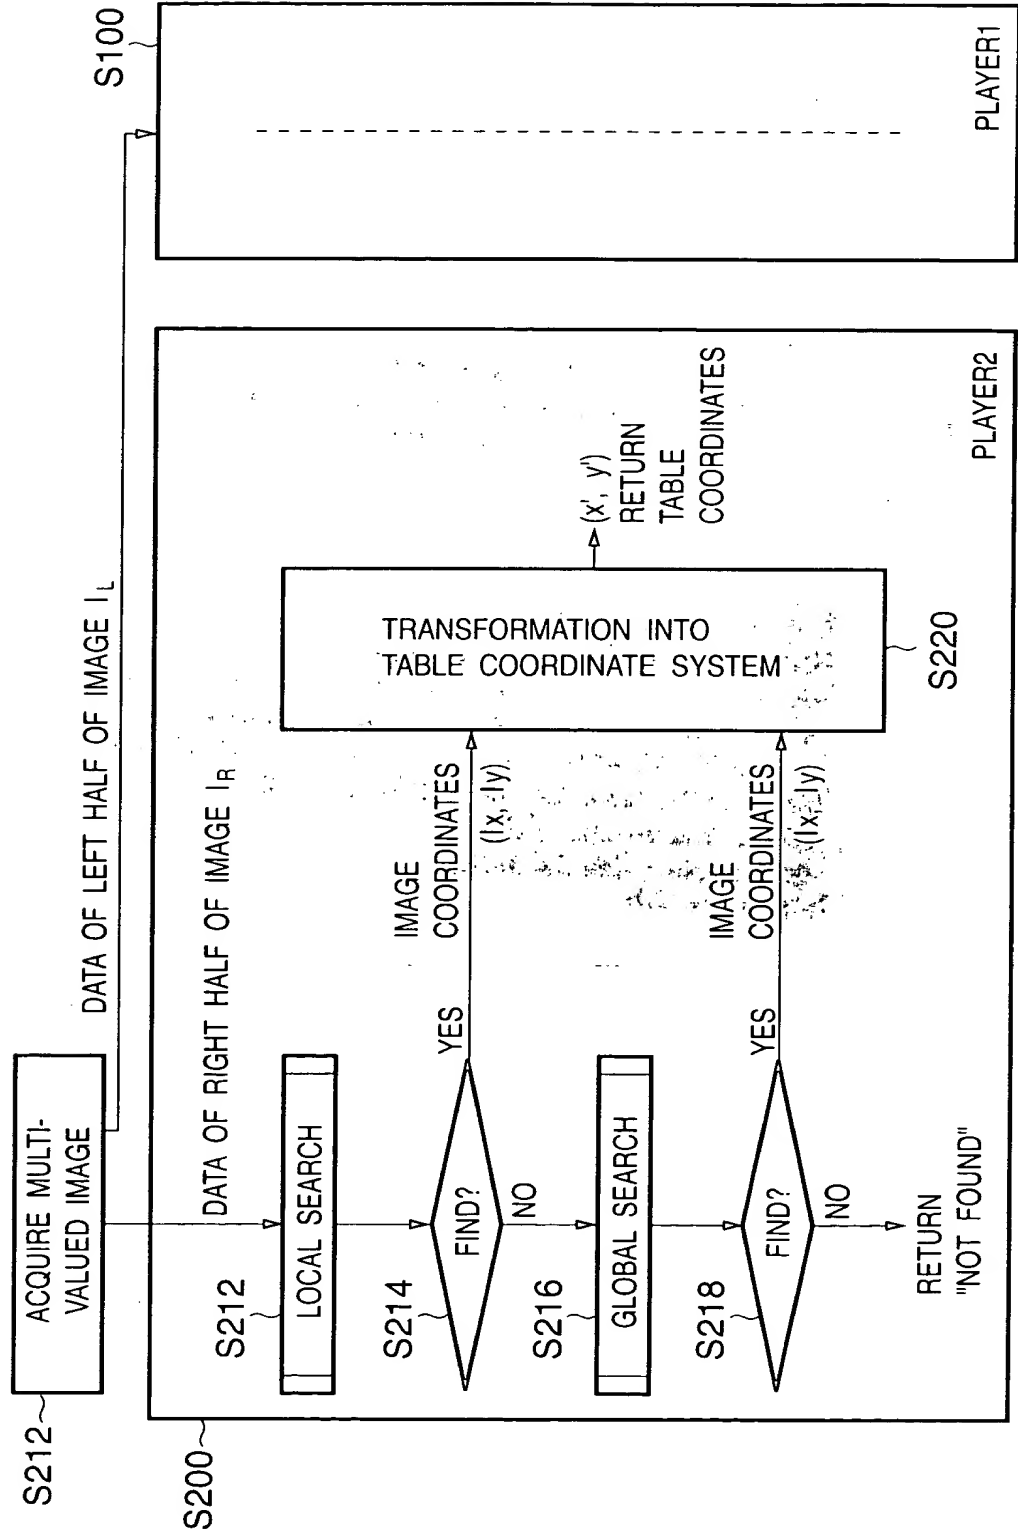 S212
ACQUIRE MULTI-
VALUED IMAGE
DATA OF LEFT HALF OF IMAGE IL
S100
S200
DATA OF RIGHT HALF OF IMAGE IR
S212
LOCAL SEARCH
S214
FIND?
YES
NO
IMAGE
COORDINATES
(Ix, Iy)
S216
GLOBAL SEARCH
S218
FIND?
YES
NO
IMAGE
COORDINATES
(Ix, Iy)
TRANSFORMATION INTO
TABLE COORDINATE SYSTEM
S220
(x', y')
RETURN
TABLE
COORDINATES
RETURN
"NOT FOUND"
PLAYER2
PLAYER1